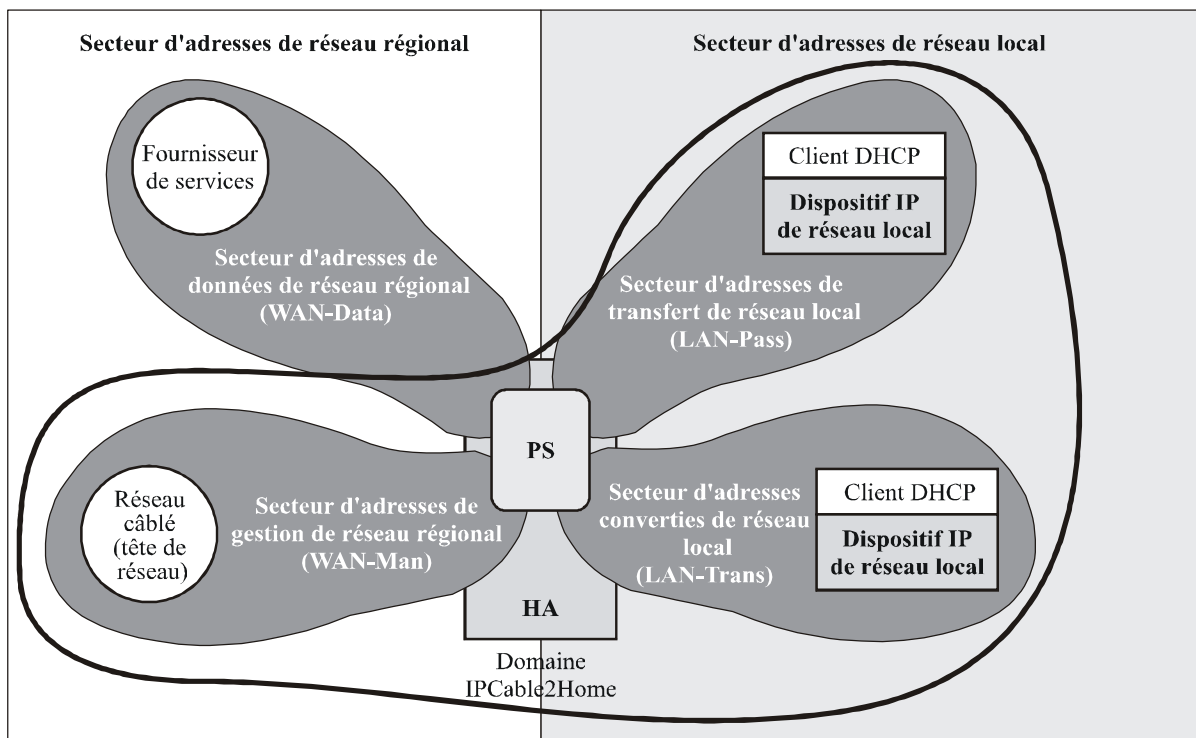 Secteur d'adresses de réseau régional
Secteur d'adresses de réseau local
Fournisseur
de services
Secteur d'adresses de
données de réseau régional
(WAN-Data)
Client DHCP
Dispositif IP
de réseau local
Secteur d'adresses de
transfert de réseau local
(LAN-Pass)
PS
Réseau
câblé
(tête de
réseau)
Secteur d'adresses de
gestion de réseau régional
(WAN-Man)
Secteur d'adresses
converties de réseau
local
(LAN-Trans)
Client DHCP
Dispositif IP
de réseau local
HA
Domaine
IPCable2Home